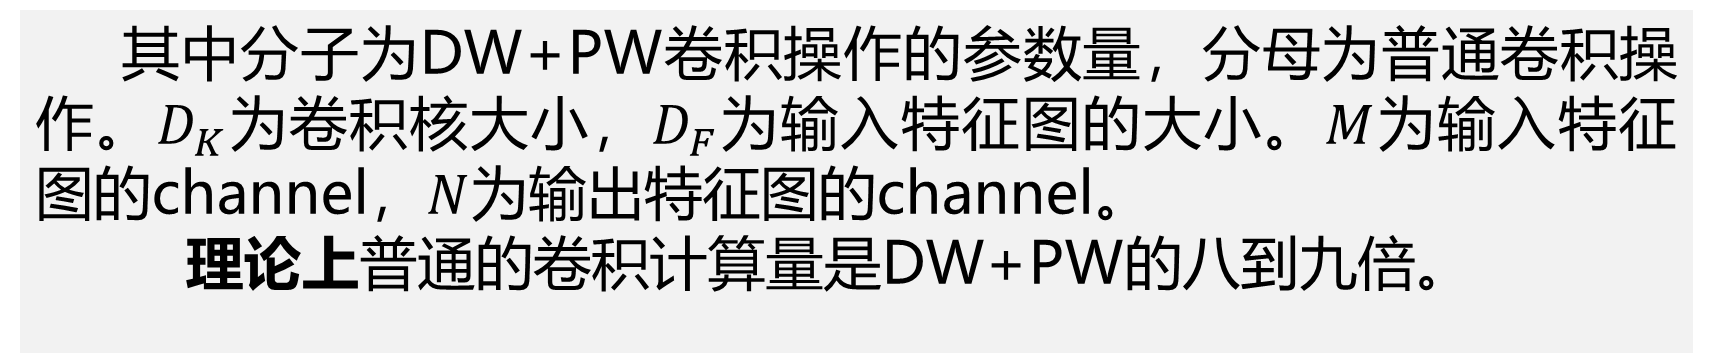 其中分子为DW+PW卷积操作的参数量，分母为普通卷积操
作。D_K为卷积核大小，D_F为输入特征图的大小。M为输入特征
图的channel，N为输出特征图的channel。
理论上普通的卷积计算量是DW+PW的八到九倍。